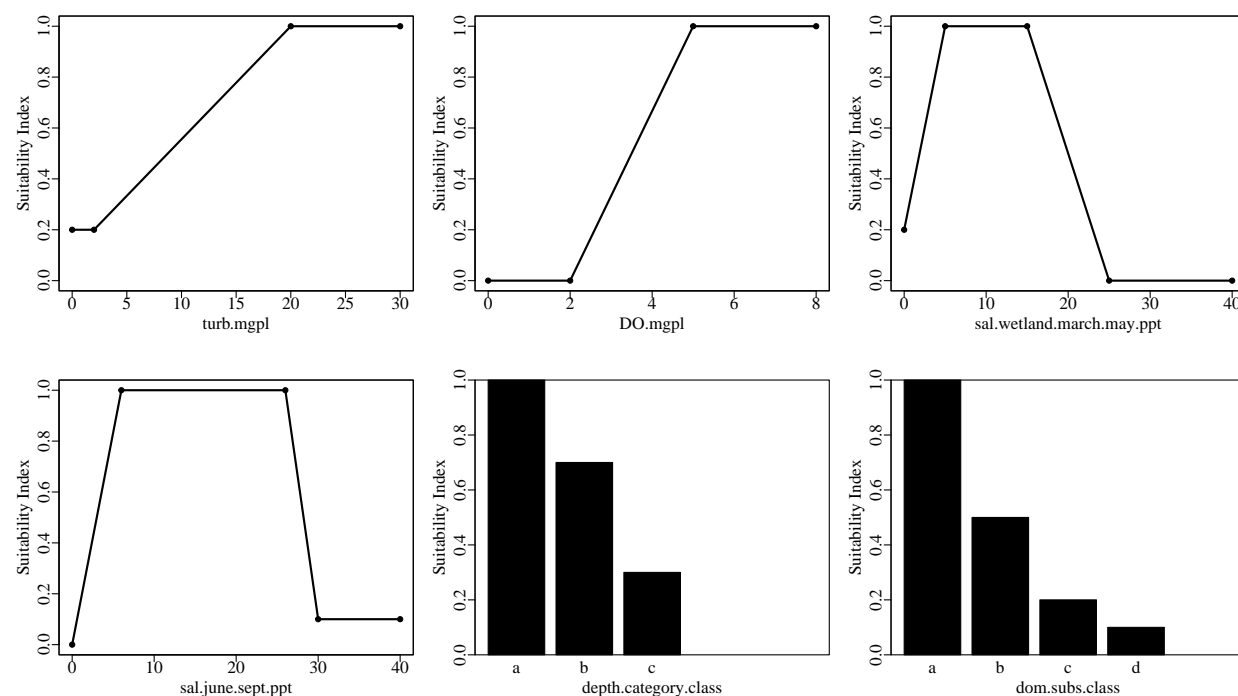 Suitability Index
0.0 0.2 0.4 0.6 0.8 1.0
0 5 10 15 20 25 30
turb.mgpl
Suitability Index
0.0 0.2 0.4 0.6 0.8 1.0
0 2 4 6 8
DO.mgpl
Suitability Index
0.0 0.2 0.4 0.6 0.8 1.0
0 10 20 30 40
sal.wetland.march.may.ppt
Suitability Index
0.0 0.2 0.4 0.6 0.8 1.0
0 10 20 30 40
sal.june.sept.ppt
Suitability Index
0.0 0.2 0.4 0.6 0.8 1.0
a b c
depth.category.class
Suitability Index
0.0 0.2 0.4 0.6 0.8 1.0
a b c d
dom.subs.class